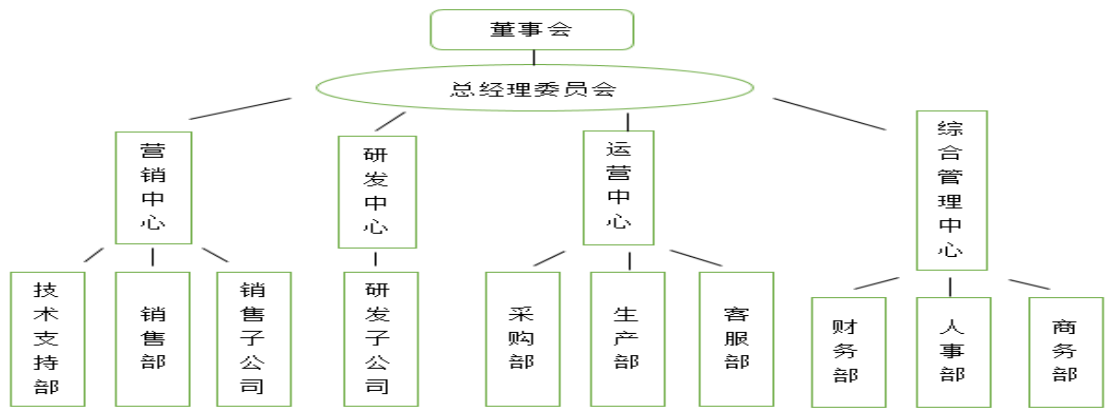 董事会
总经理委员会
营销中心
研发中心
运营中心
综合管理中心
技术支持部
销售部
销售子公司
研发子公司
采购部
生产部
客服部
财务部
人事部
商务部